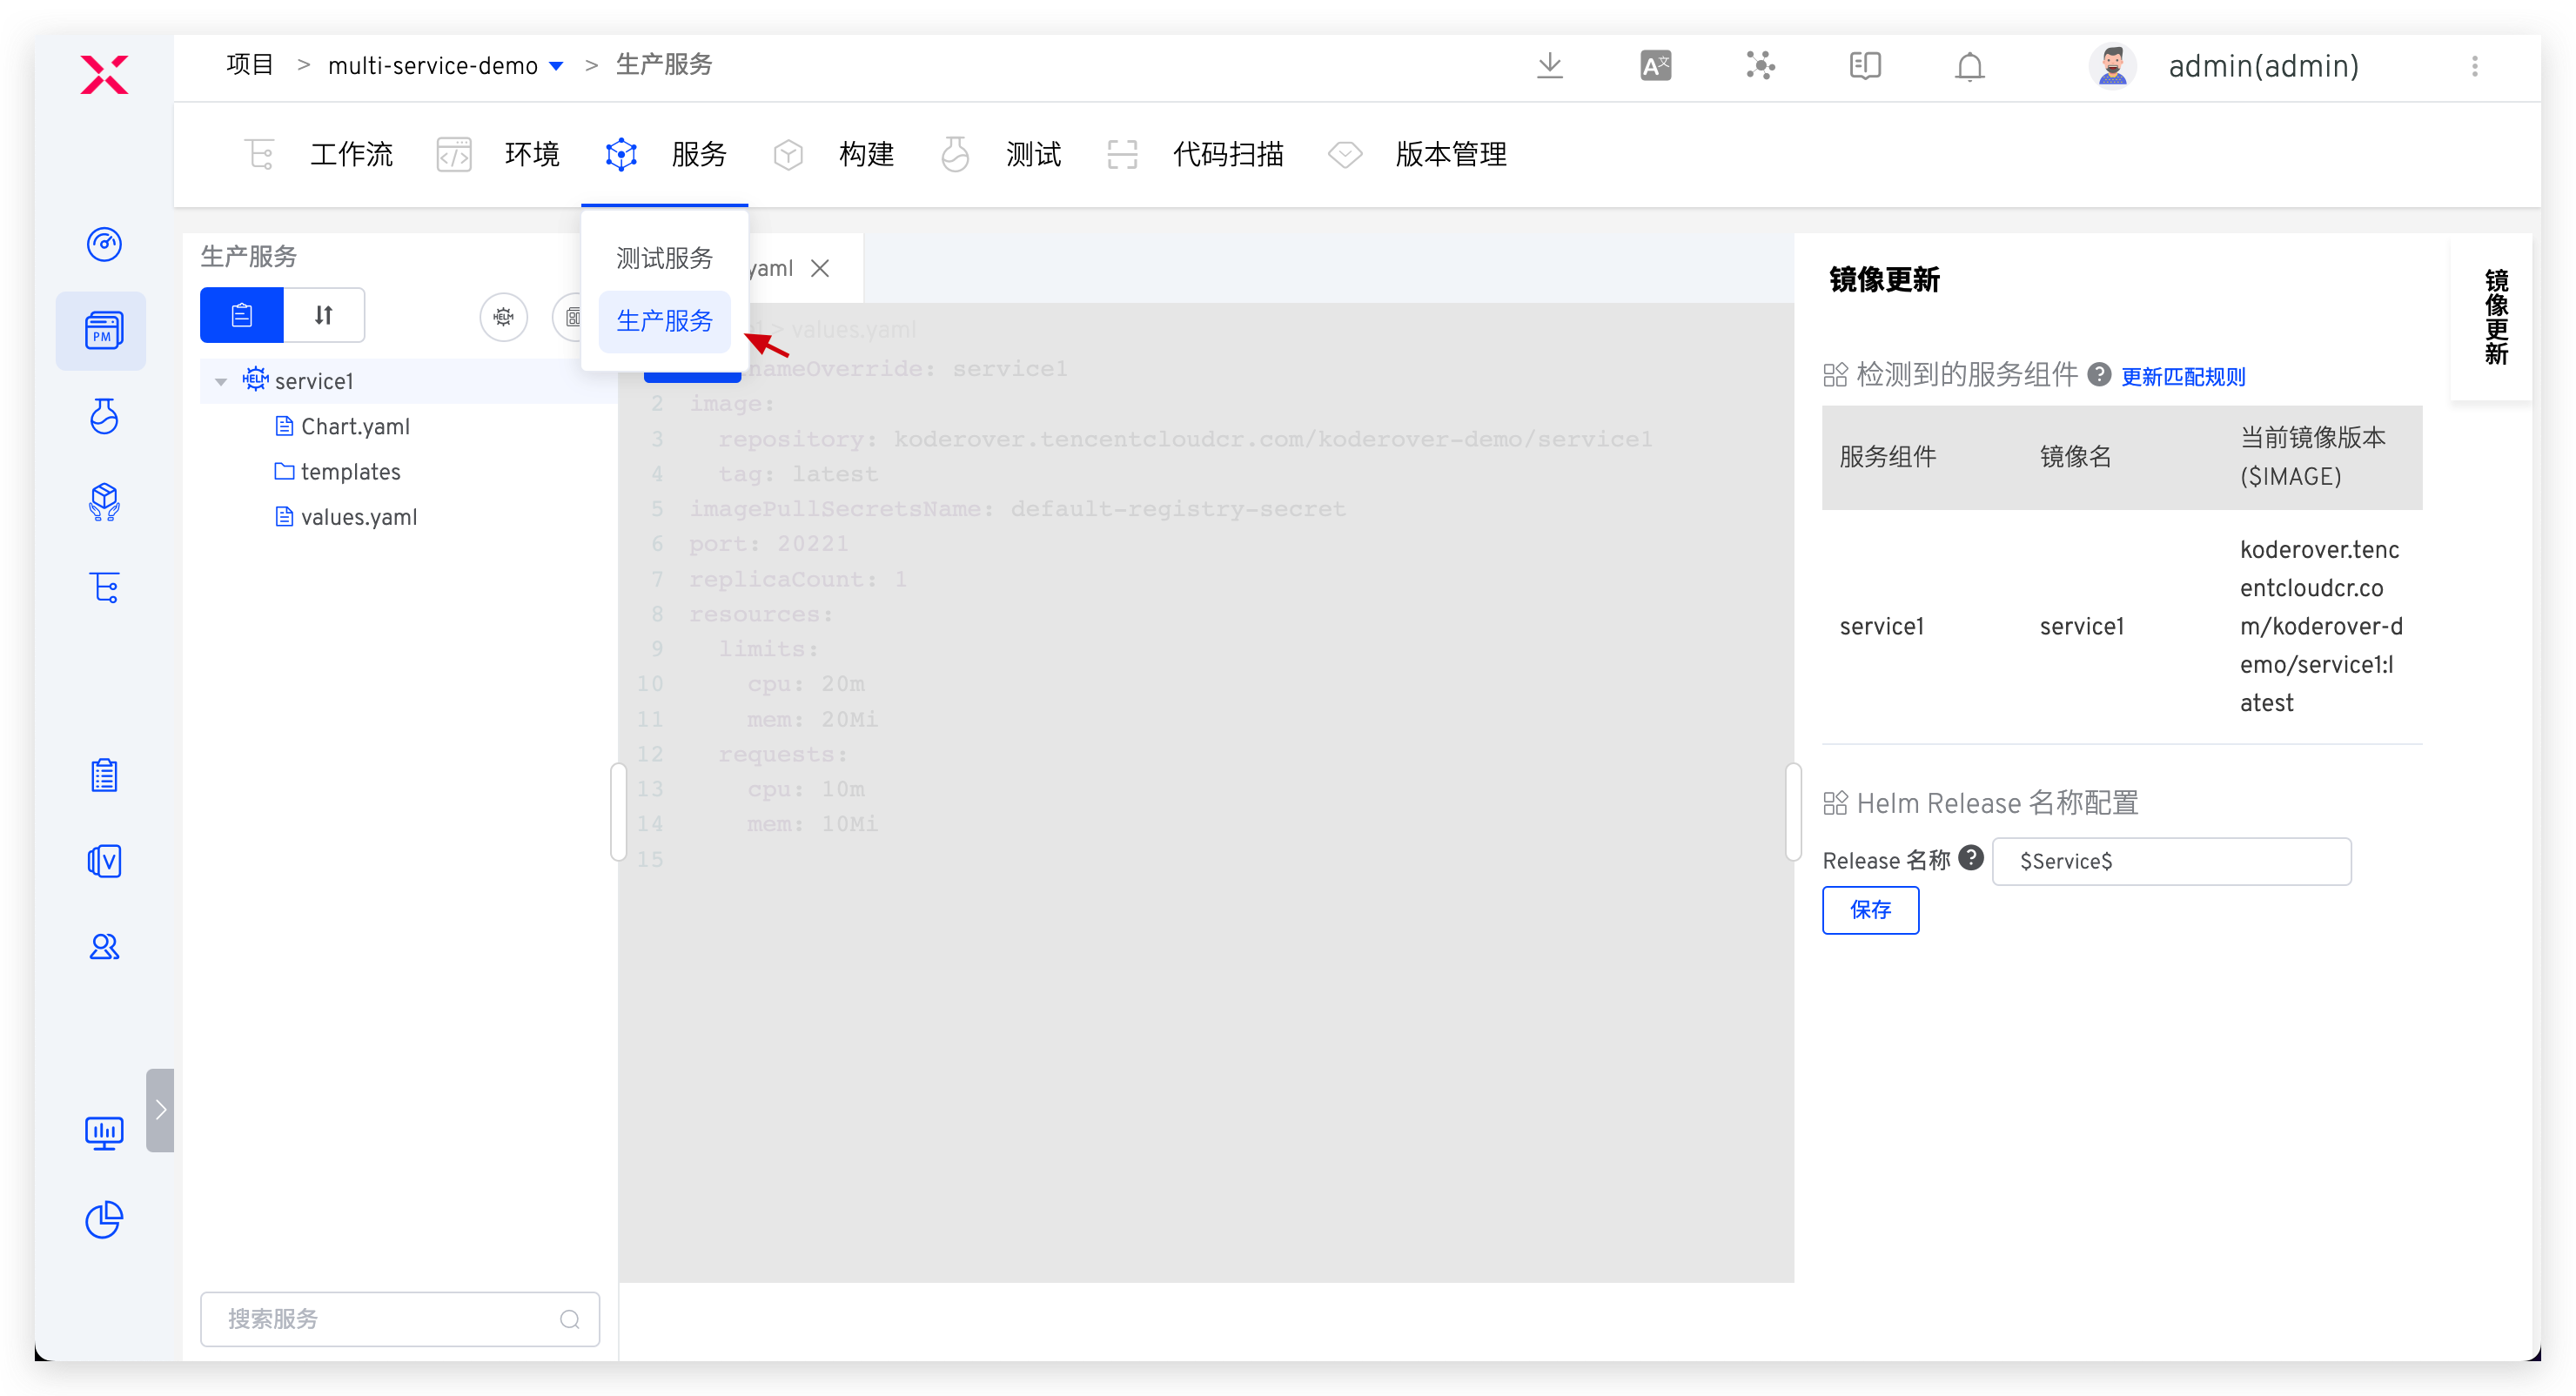 项目 > multi-service-demo > 生产服务
admin(admin)
工作流 环境 服务 构建 测试 代码扫描 版本管理
测试服务
生产服务
生产服务
HELM
HELM service1
Chart.yaml
templates
values.yaml
搜索服务
yaml
> values.yaml
nameOverride: service1
2 image:
3 repository: koderover.tencentcloudcr.com/koderover-demo/service1
4 tag: latest
5 imagePullSecretsName: default-registry-secret
6 port: 20221
7 replicaCount: 1
8 resources:
9 limits:
10 cpu: 20m
11 mem: 20Mi
12 requests:
13 cpu: 10m
14 mem: 10Mi
15
镜像更新
镜像更新
检测到的服务组件 ? 更新匹配规则
服务组件 镜像名 当前镜像版本
($IMAGE)
service1 service1 koderover.tenc
entcloudcr.co
m/koderover-d
emo/service1:l
atest
Helm Release 名称配置
Release 名称 ? $Service$
保存
PM
V
A文